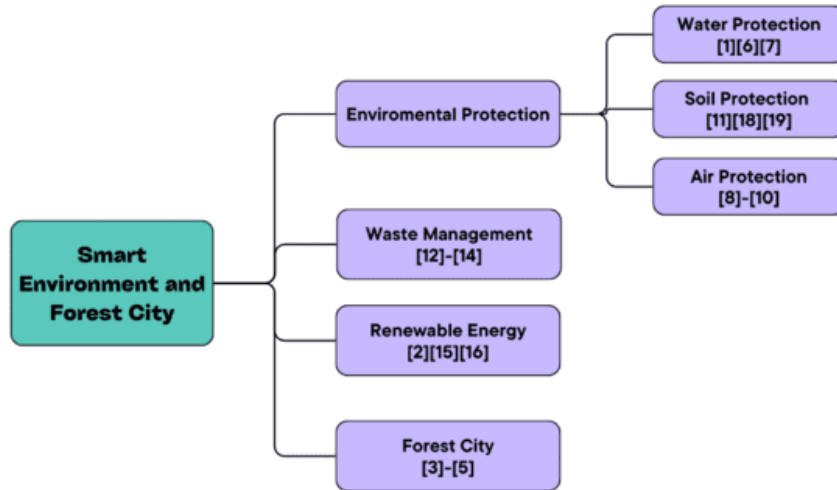 Smart
Environment and
Forest City
Enviromental Protection
Water Protection
[1][6][7]
Soil Protection
[11][18][19]
Air Protection
[8]-[10]
Waste Management
[12]-[14]
Renewable Energy
[2][15][16]
Forest City
[3]-[5]